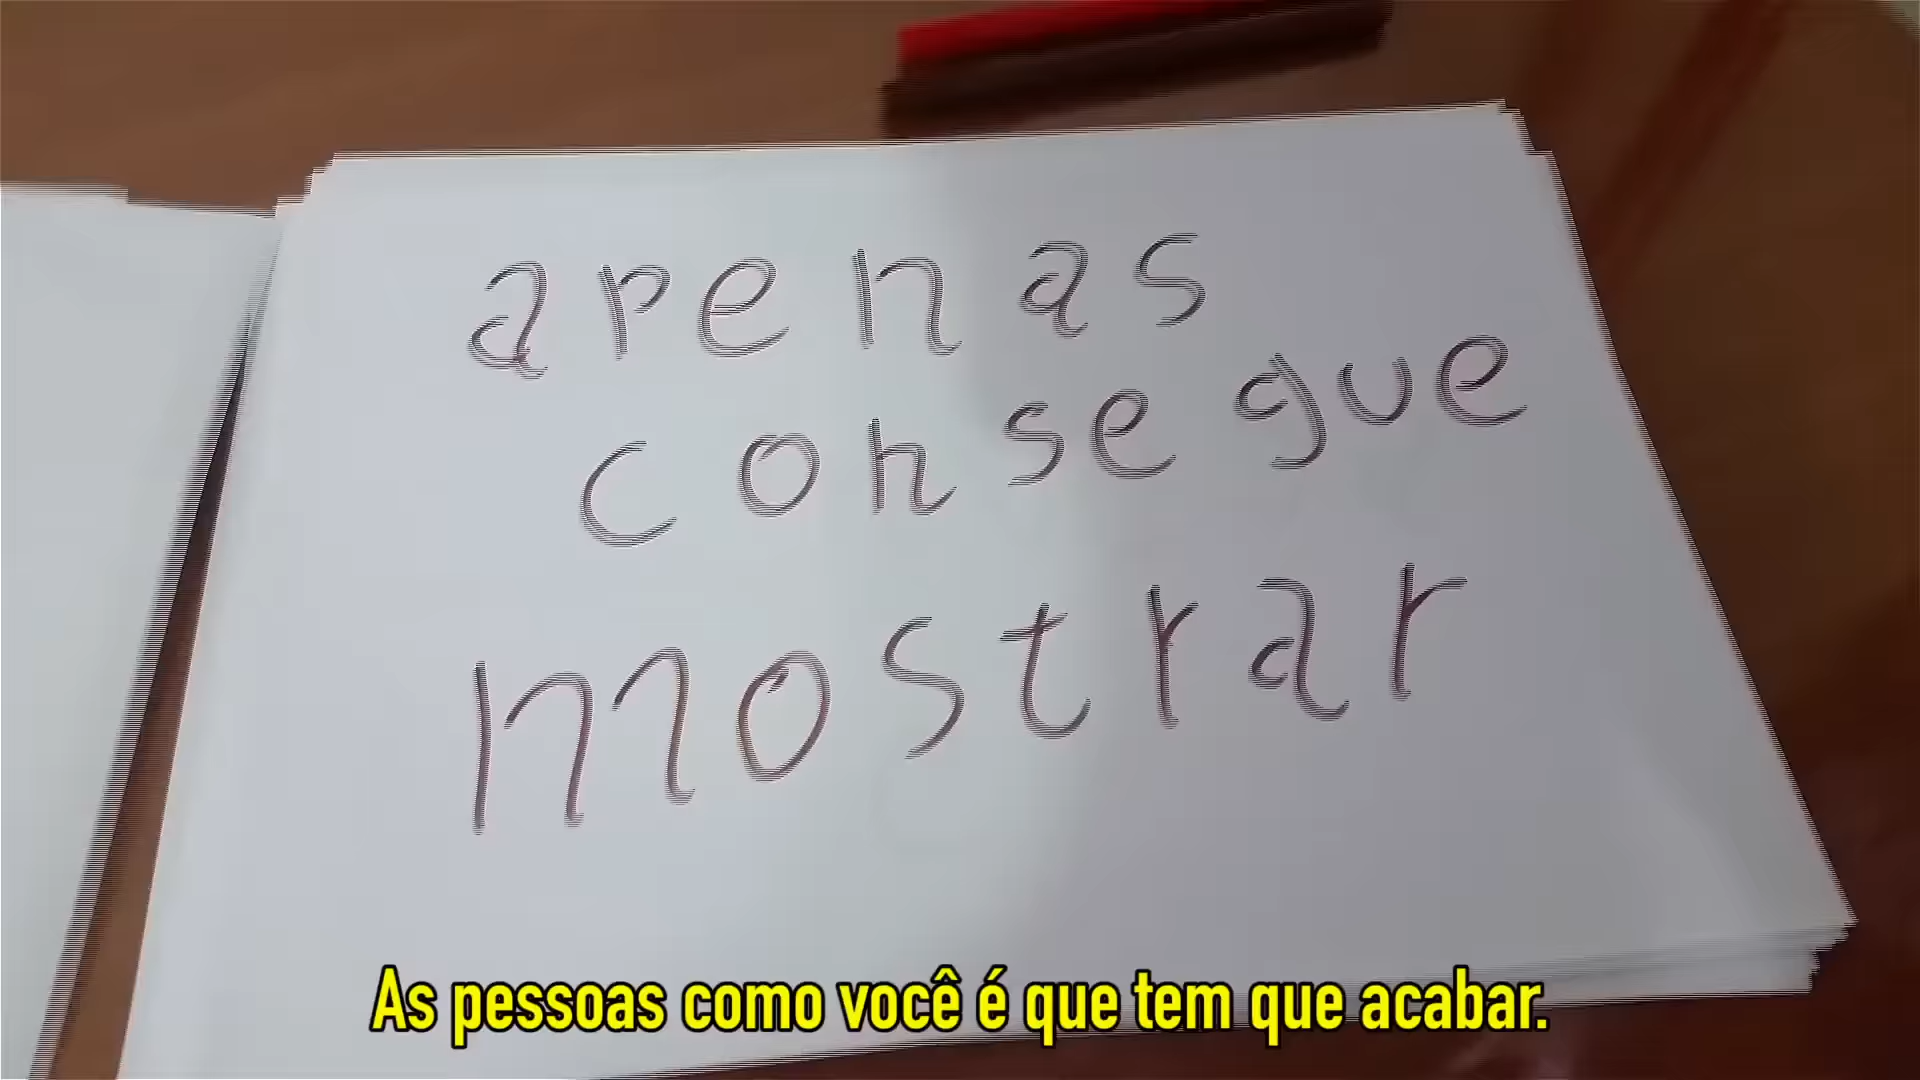 apenas
consegue
mostrar
As pessoas como você é que tem que acabar.